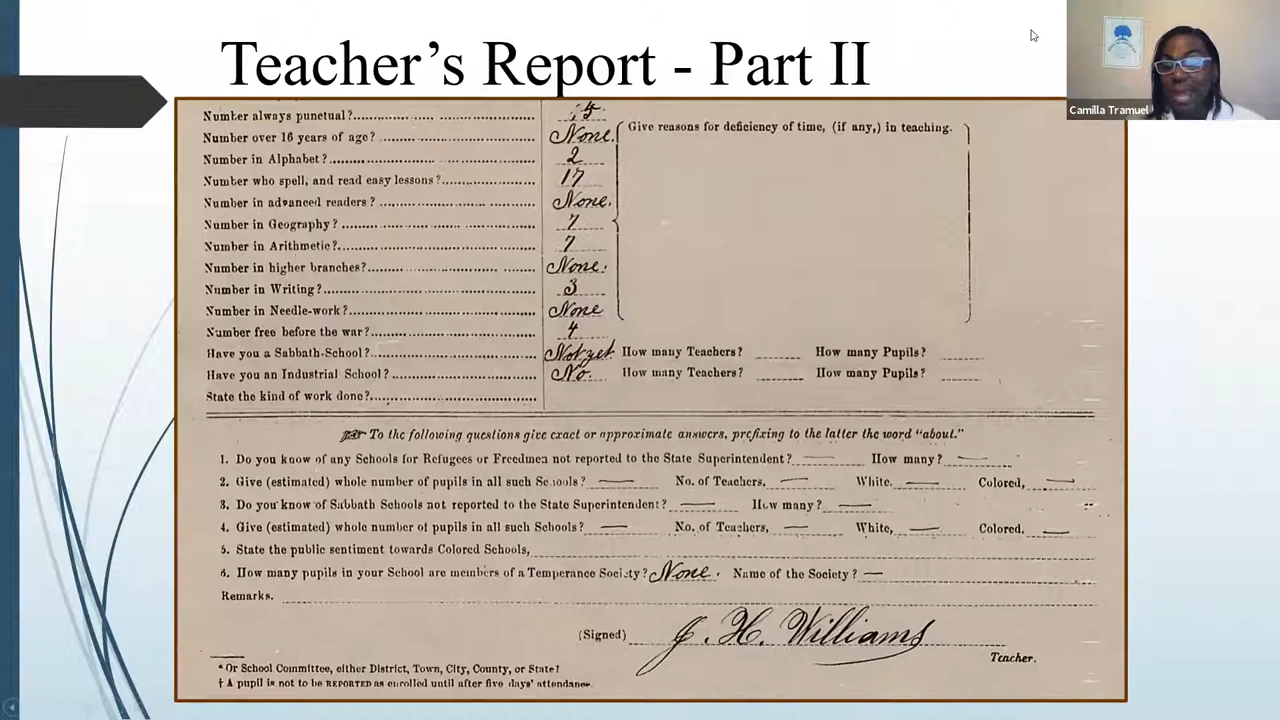 Teacher’s Report - Part II
Camilla Tramuel
Number always punctual? 15
Number over 16 years of age? None.
Give reasons for deficiency of time, (if any,) in teaching.
Number in Alphabet? 2
Number who spell, and read easy lessons? 17
Number in advanced readers? None.
Number in Geography? 7
Number in Arithmetic? 7
Number in higher branches? None.
Number in Writing? 3
Number in Needle-work? None
Number free before the war? 4
Have you a Sabbath-School? Not yet. How many Teachers? How many Pupils?
Have you an Industrial School? No. How many Teachers? How many Pupils?
State the kind of work done?
To the following questions give exact or approximate answers, prefixing to the latter the word “about.”
1. Do you know of any Schools for Refugees or Freedmen not reported to the State Superintendent? — How many? —
2. Give (estimated) whole number of pupils in all such Schools? — No. of Teachers, — White, — Colored, —
3. Do you know of Sabbath Schools not reported to the State Superintendent? — How many? —
4. Give (estimated) whole number of pupils in all such Schools? — No. of Teachers, — White, — Colored. —
5. State the public sentiment towards Colored Schools,
6. How many pupils in your School are members of a Temperance Society? None. Name of the Society? —
Remarks.
(Signed) J. H. Williams
Teacher.
* Or School Committee, either District, Town, City, County, or State?
† A pupil is not to be REPORTED as enrolled until after five days’ attendance.